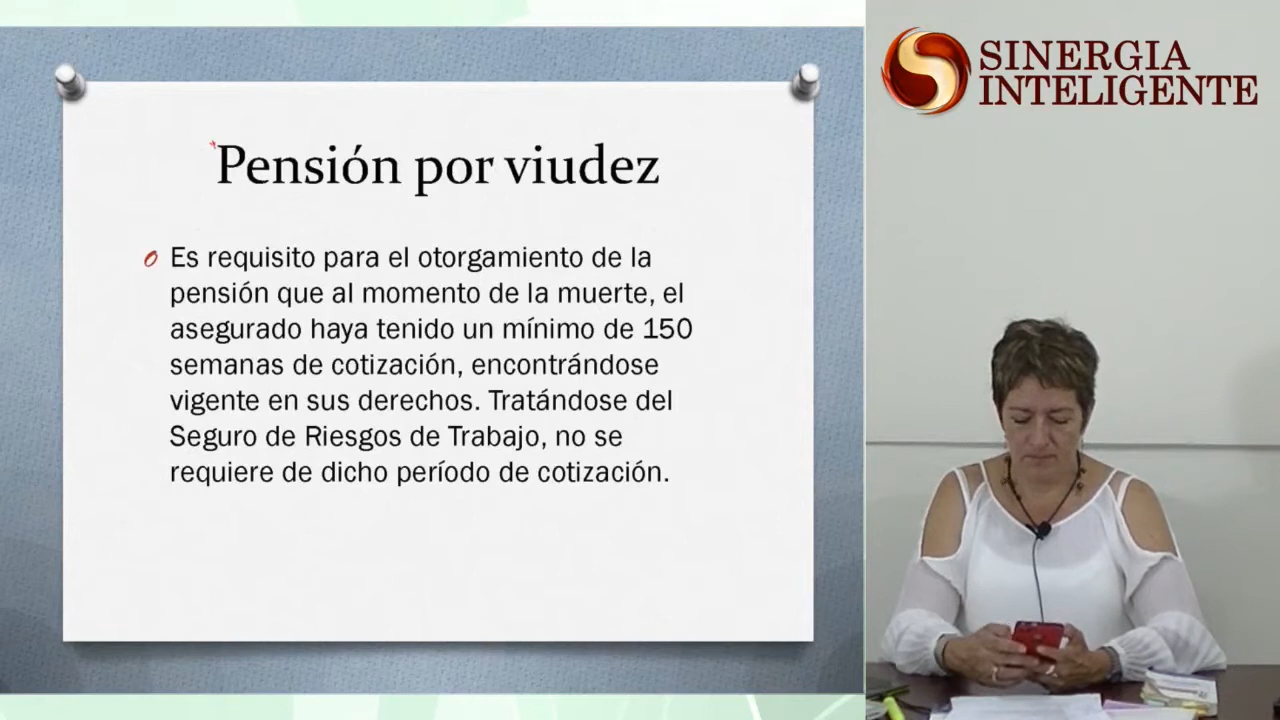 Pensión por viudez
Es requisito para el otorgamiento de la
pensión que al momento de la muerte, el
asegurado haya tenido un mínimo de 150
semanas de cotización, encontrándose
vigente en sus derechos. Tratándose del
Seguro de Riesgos de Trabajo, no se
requiere de dicho período de cotización.
SINERGIA
INTELIGENTE